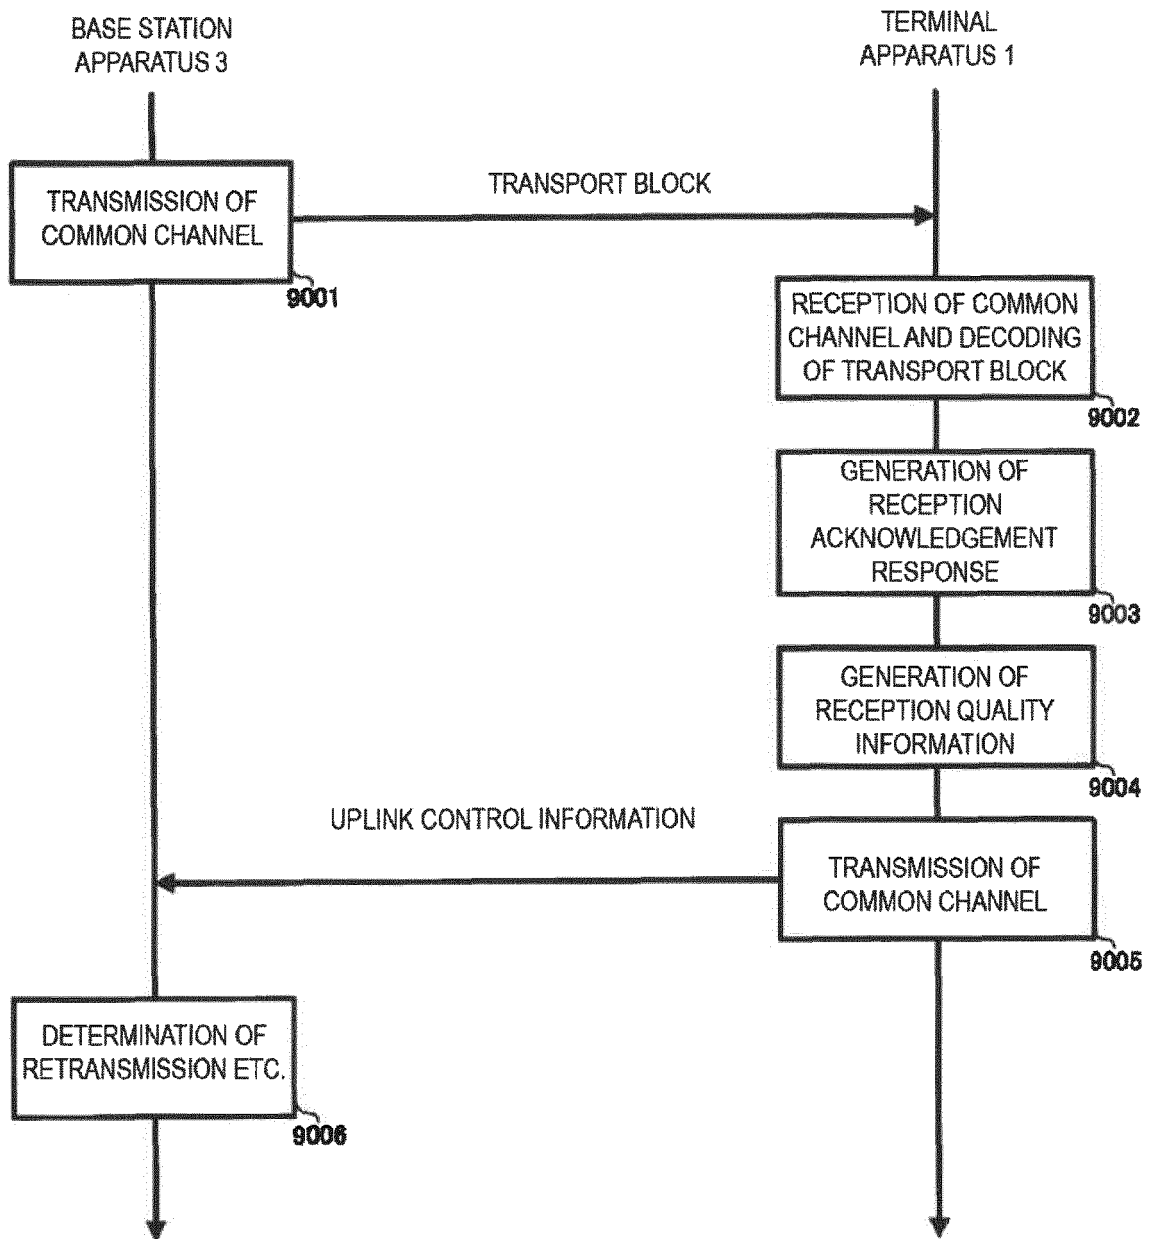 BASE STATION
APPARATUS 3
TERMINAL
APPARATUS 1
TRANSMISSION OF
COMMON CHANNEL
9001
TRANSPORT BLOCK
RECEPTION OF COMMON
CHANNEL AND DECODING
OF TRANSPORT BLOCK
9002
GENERATION OF
RECEPTION
ACKNOWLEDGEMENT
RESPONSE
9003
GENERATION OF
RECEPTION QUALITY
INFORMATION
9004
UPLINK CONTROL INFORMATION
TRANSMISSION OF
COMMON CHANNEL
9005
DETERMINATION OF
RETRANSMISSION ETC.
9006